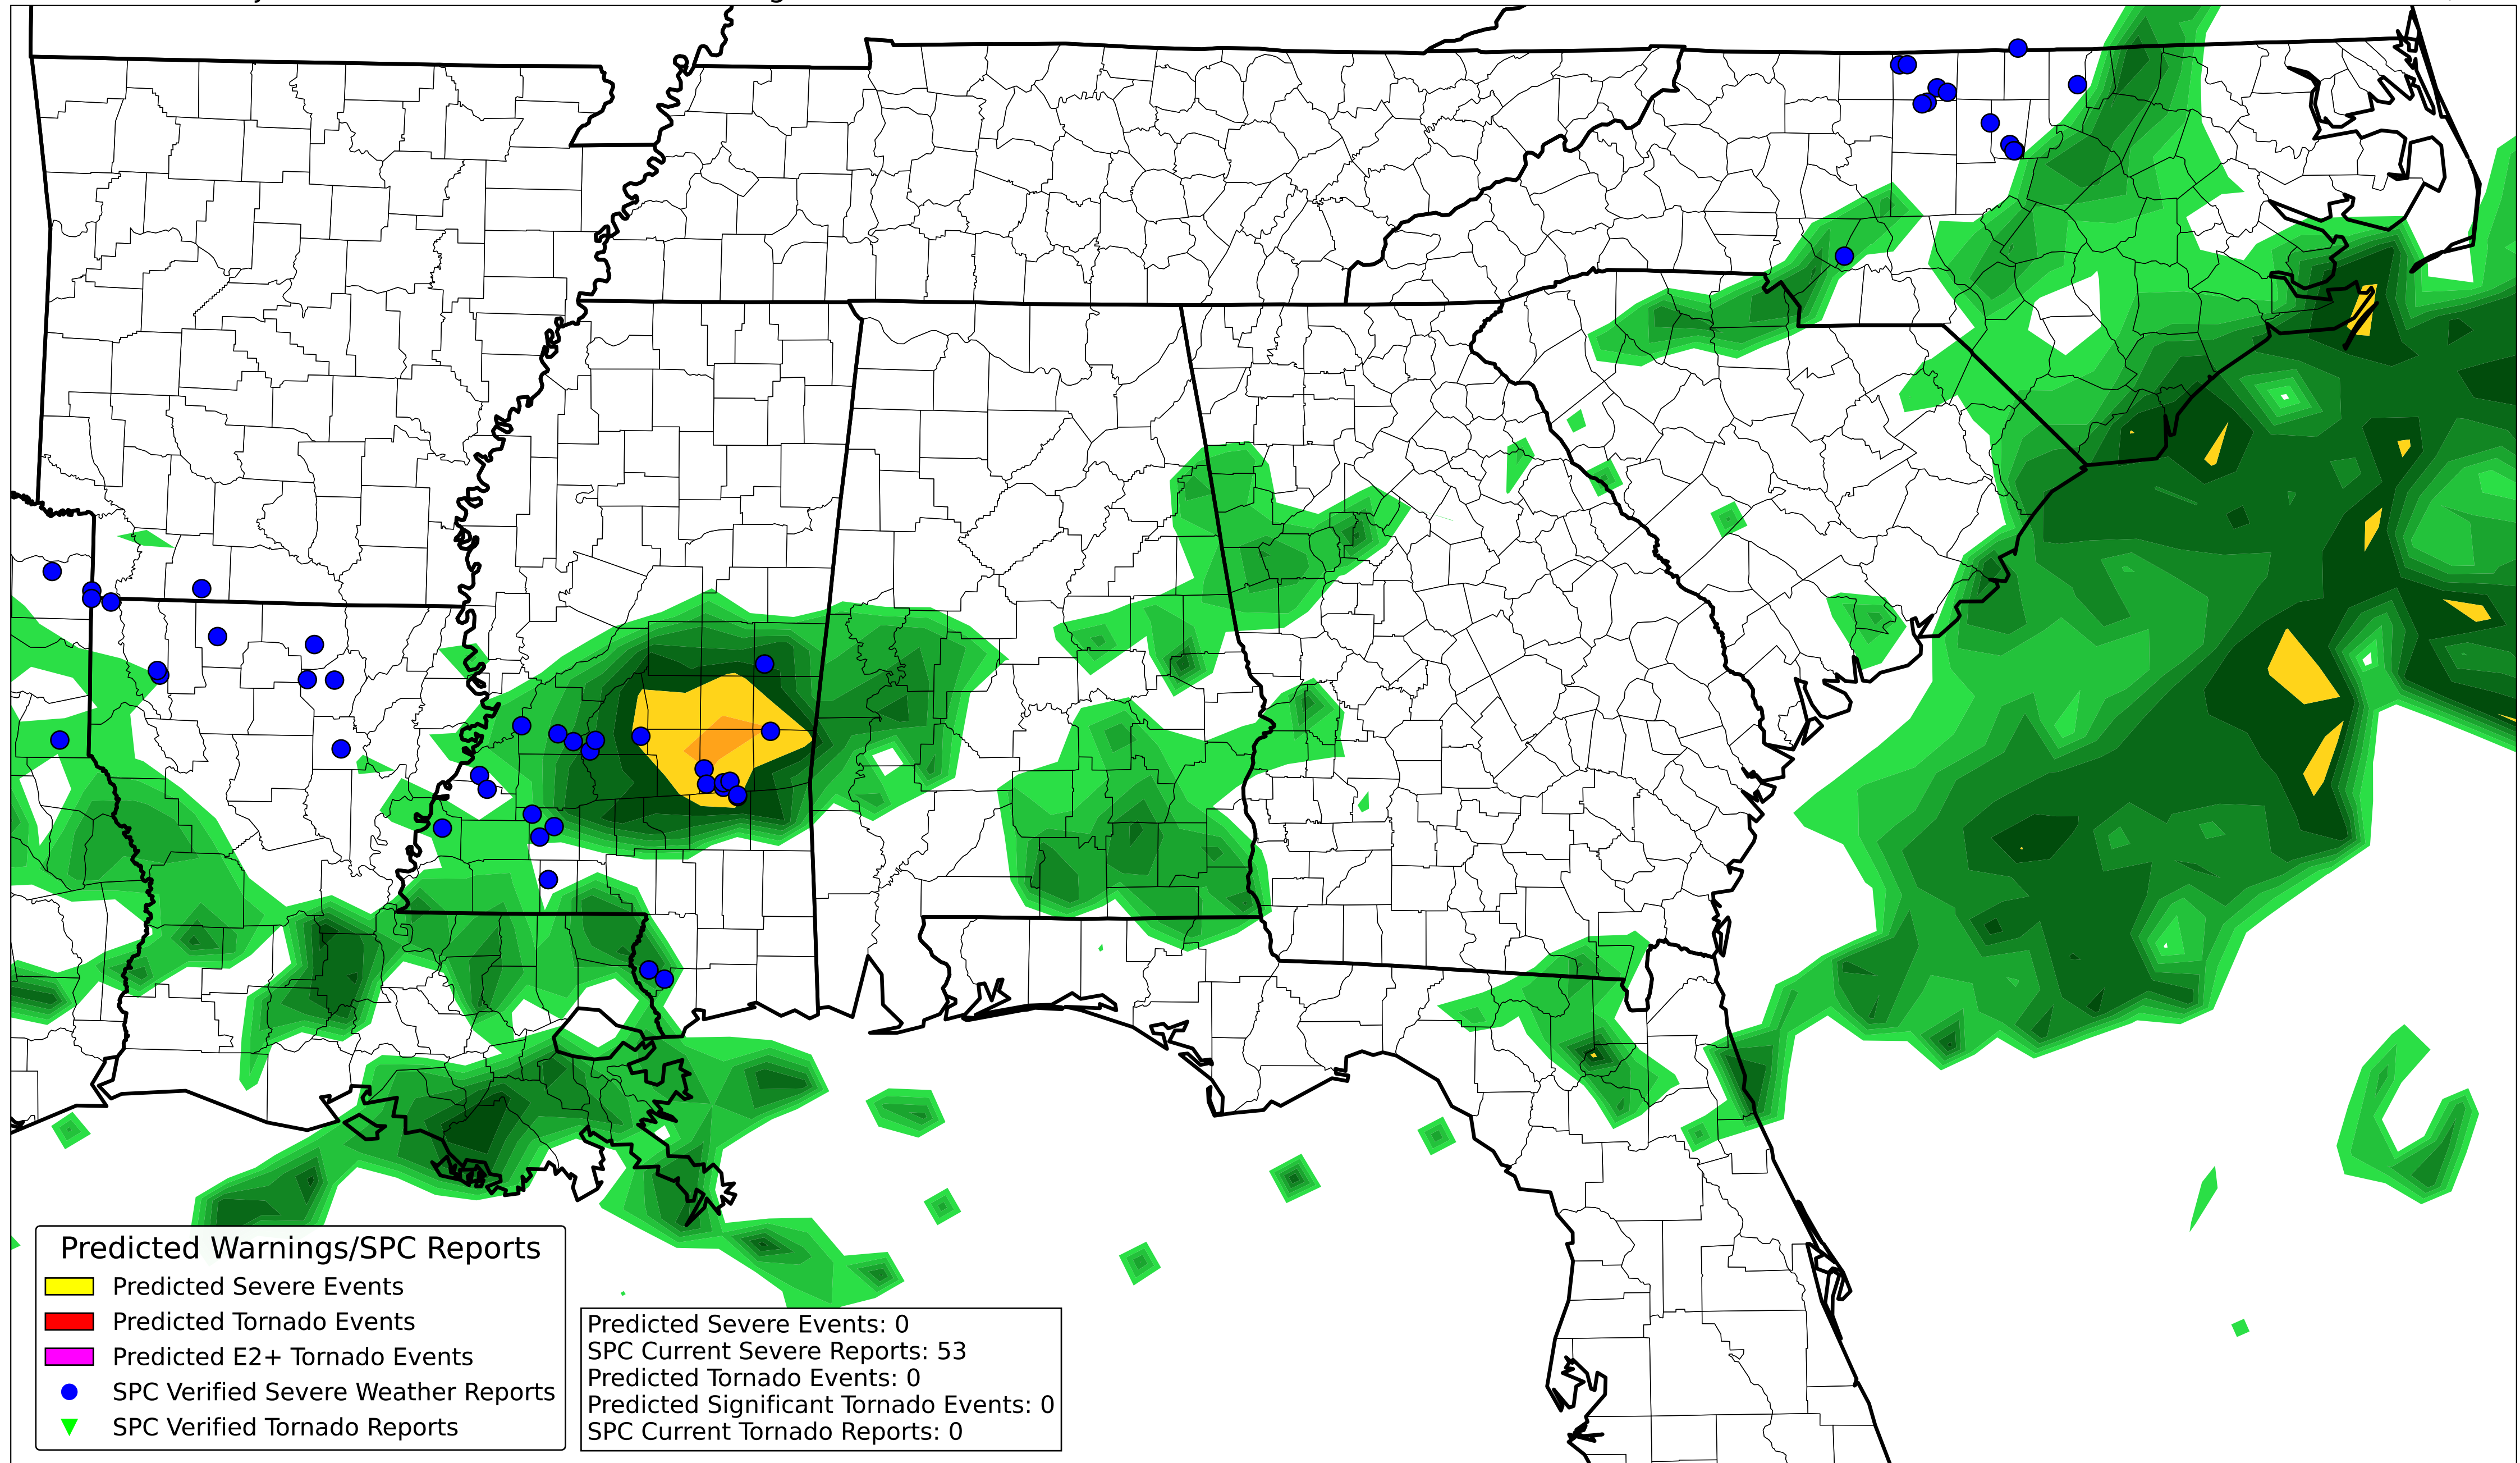 Predicted Warnings/SPC Reports
Predicted Severe Events
Predicted Tornado Events
Predicted E2+ Tornado Events
SPC Verified Severe Weather Reports
SPC Verified Tornado Reports
Predicted Severe Events: 0
SPC Current Severe Reports: 53
Predicted Tornado Events: 0
Predicted Significant Tornado Events: 0
SPC Current Tornado Reports: 0